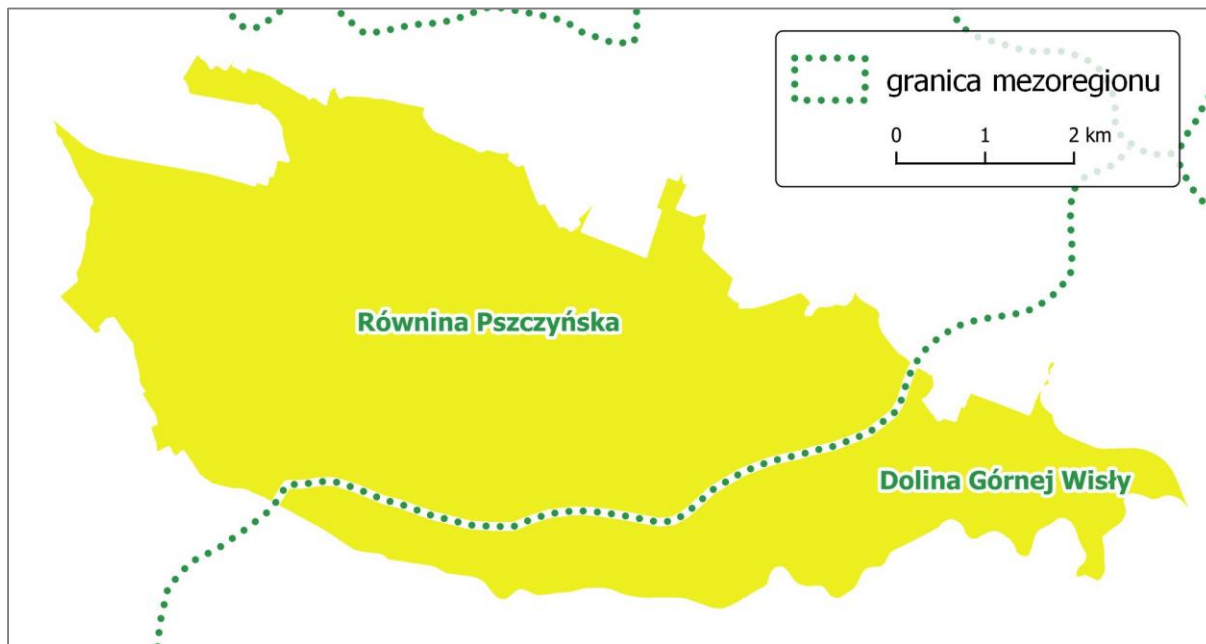 granica mezoregionu
0 1 2 km
Równina Pszczyńska
Dolina Górnej Wisły